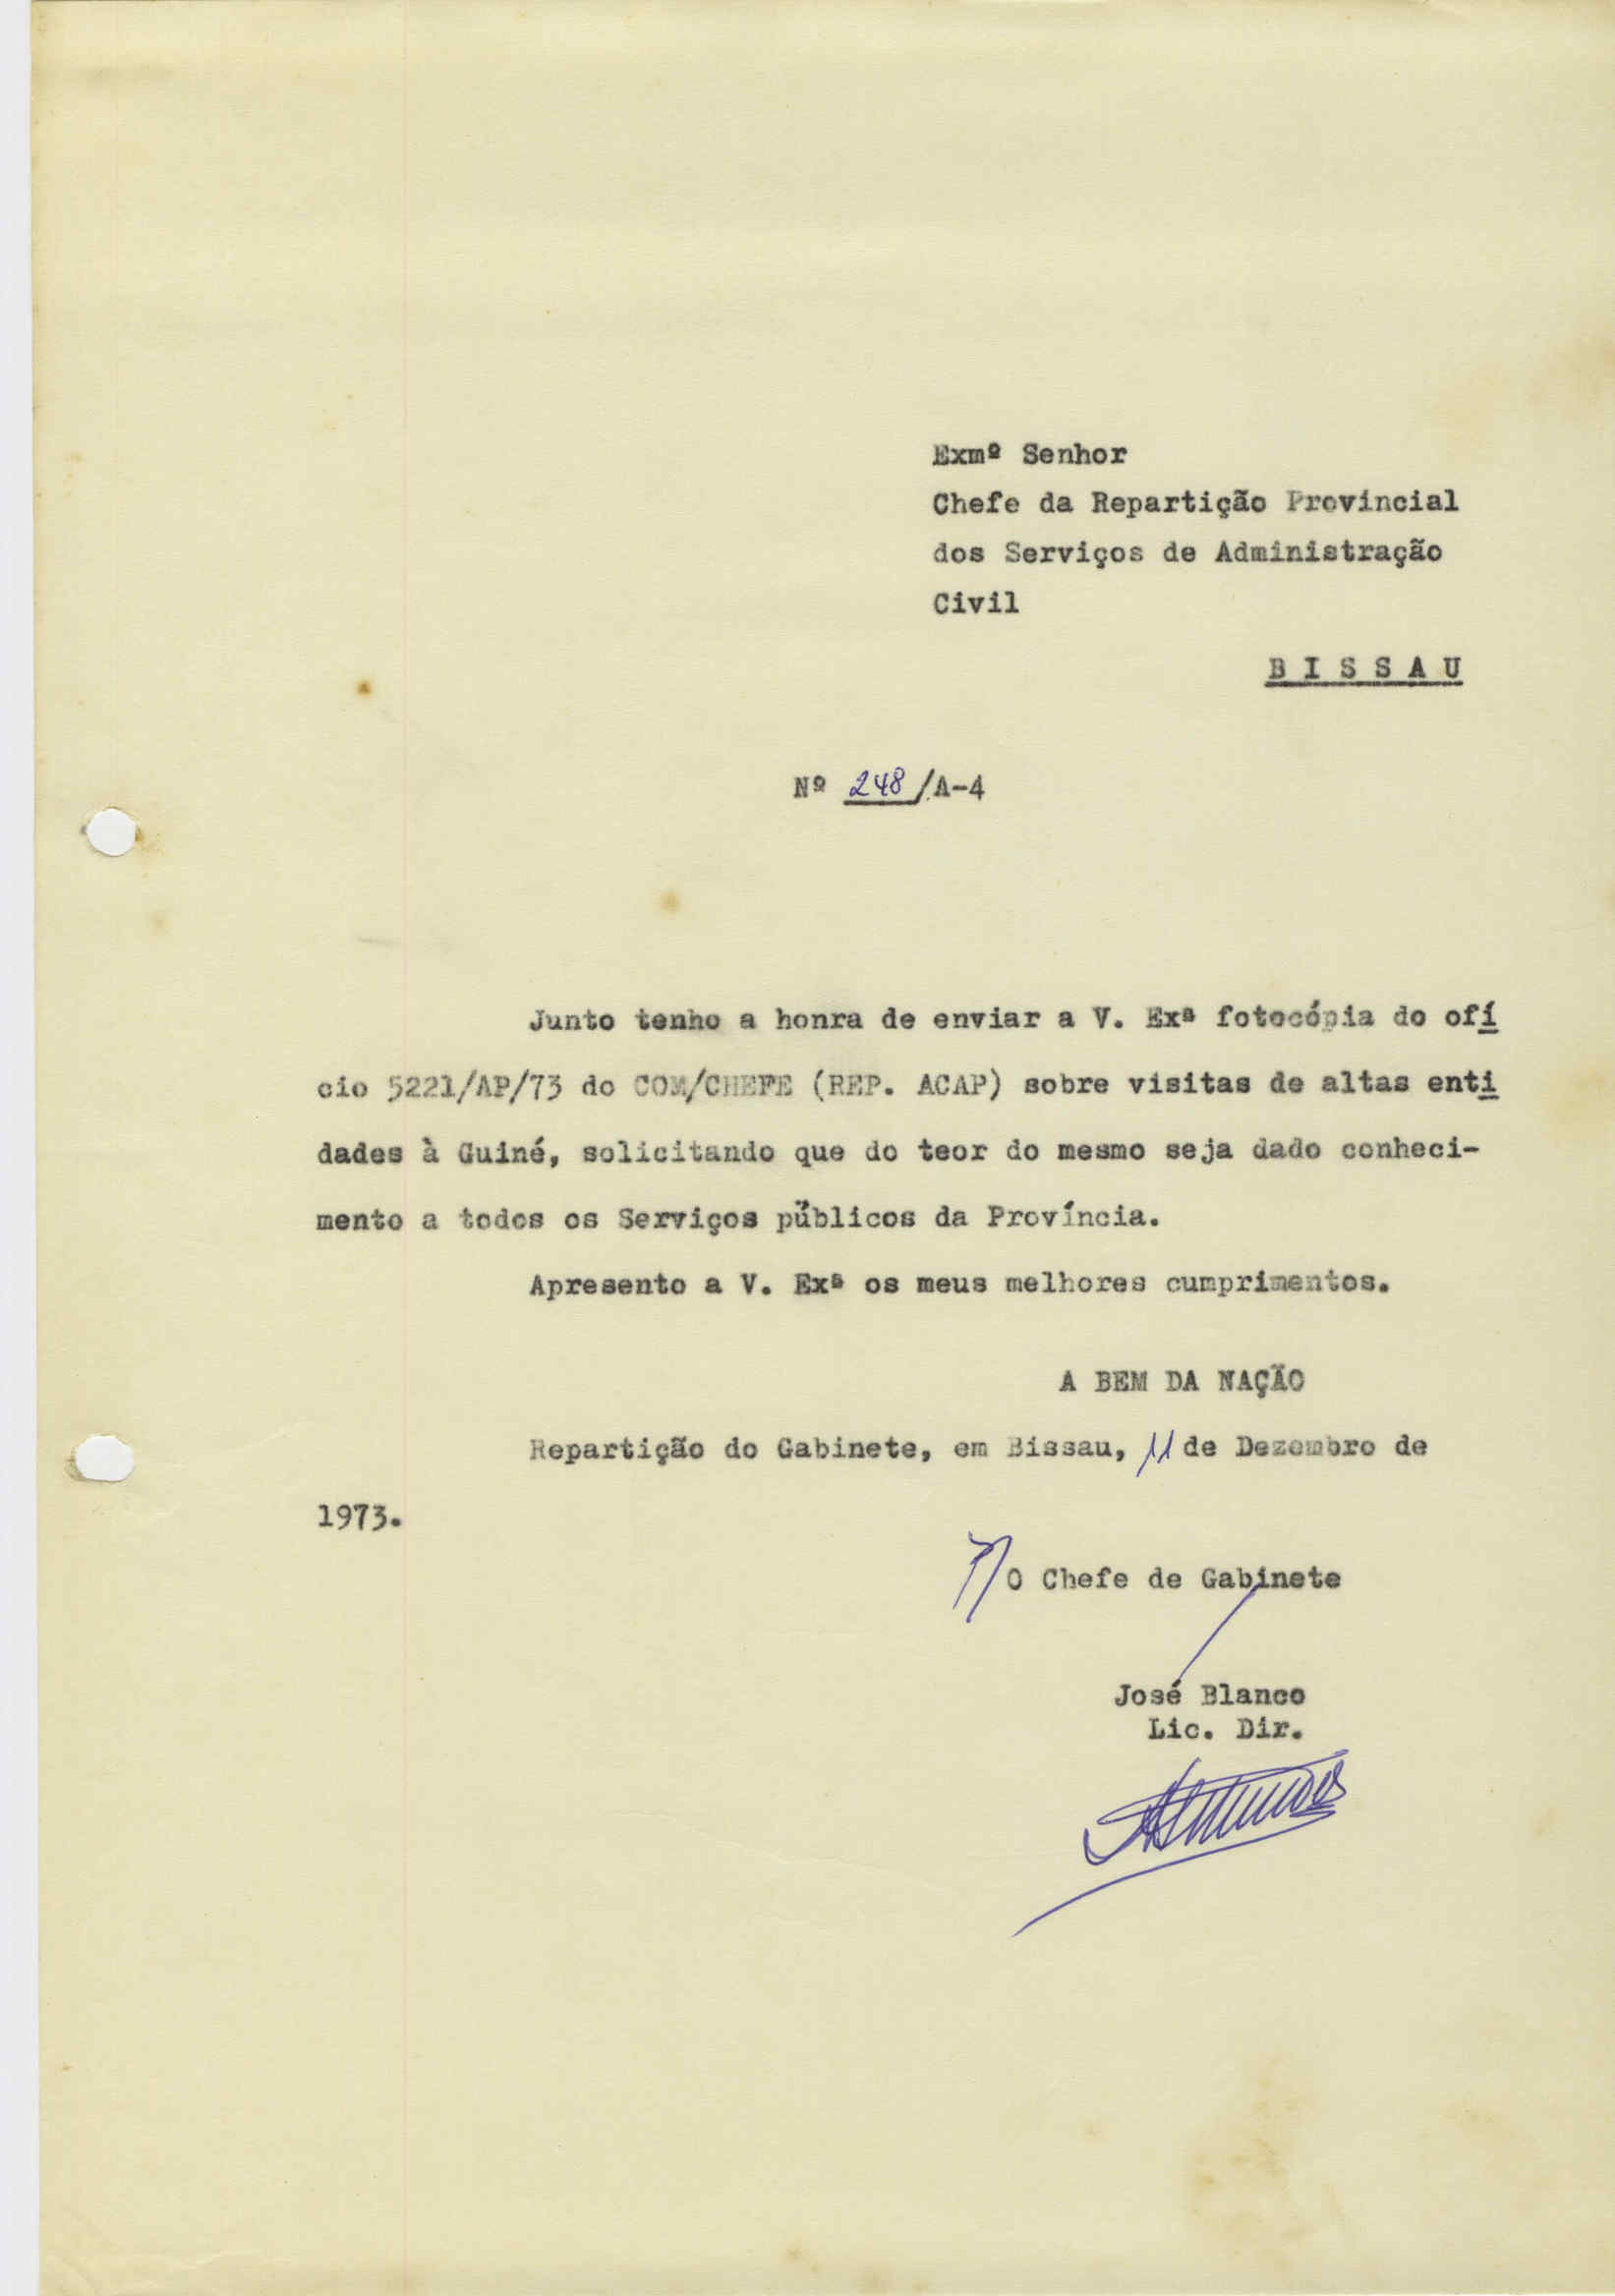 Exmº Senhor
Chefe da Repartição Provincial
dos Serviços de Administração
Civil
B I S S A U
Nº 248/A-4
Junto tenho a honra de enviar a V. Exª fotocópia do ofí
cio 5221/AP/73 do COM/CHEFE (REP. ACAP) sobre visitas de altas enti
dades à Guiné, solicitando que do teor do mesmo seja dado conheci-
mento a todos os Serviços públicos da Província.
Apresento a V. Exª os meus melhores cumprimentos.
A BEM DA NAÇÃO
Repartição do Gabinete, em Bissau, 11 de Dezembro de
1973.
O Chefe de Gabinete
José Blanco
Lic. Dir.